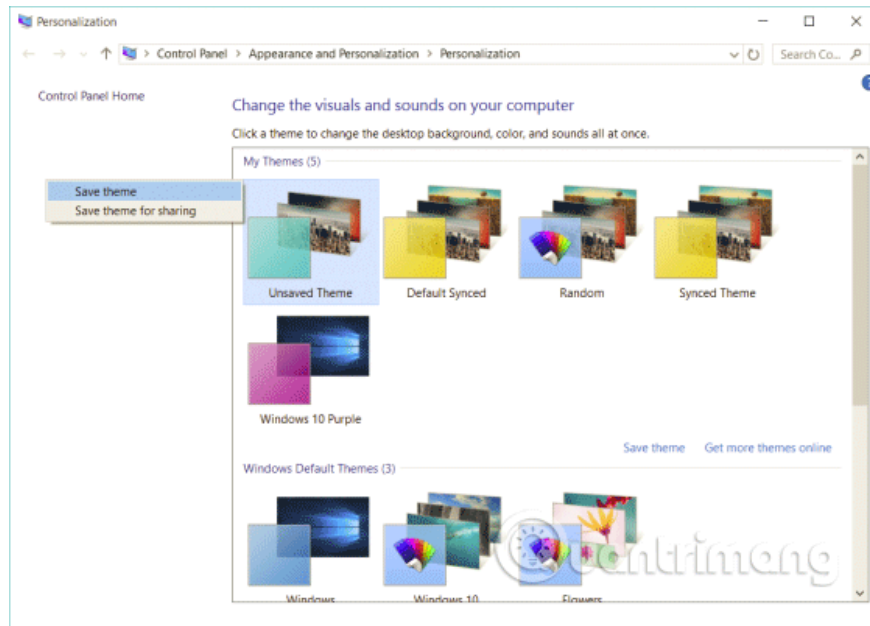 Personalization
Control Panel > Appearance and Personalization > Personalization
Search Co...
Control Panel Home
Change the visuals and sounds on your computer
Click a theme to change the desktop background, color, and sounds all at once.
My Themes (5)
Save theme
Save theme for sharing
Unsaved Theme
Default Synced
Random
Synced Theme
Windows 10 Purple
Save theme
Get more themes online
Windows Default Themes (3)
Windows
Windows 10
Flowers
uantrimang